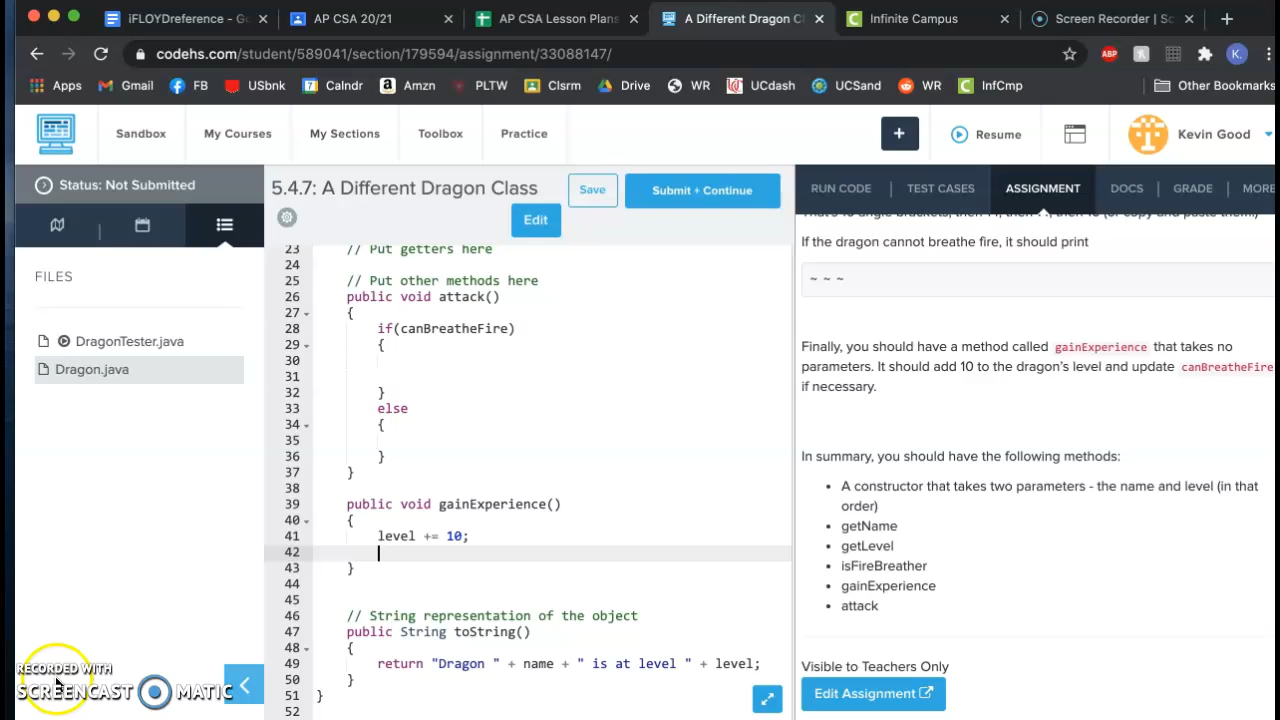 iFLOYDreference - G
AP CSA 20/21
AP CSA Lesson Plans
A Different Dragon C
Infinite Campus
Screen Recorder | Sc
codehs.com/student/589041/section/179594/assignment/33088147/
ABP
K.
Apps
Gmail
FB
USbnk
Calndr
Amzn
PLTW
Clsrm
Drive
WR
UCdash
UCSand
WR
InfCmp
Other Bookmarks
Sandbox
My Courses
My Sections
Toolbox
Practice
+
Resume
Kevin Good
Status: Not Submitted
FILES
DragonTester.java
Dragon.java
5.4.7: A Different Dragon Class
Save
Submit + Continue
Edit
23 // Put getters here
24
25 // Put other methods here
26 public void attack()
27 {
28 if(canBreatheFire)
29 {
30
31
32 }
33 else
34 {
35
36 }
37 }
38
39 public void gainExperience()
40 {
41 level += 10;
42
43 }
44
45
46 // String representation of the object
47 public String toString()
48 {
49 return "Dragon " + name + " is at level " + level;
50 }
51 }
52
RUN CODE
TEST CASES
ASSIGNMENT
DOCS
GRADE
MORE
If the dragon cannot breathe fire, it should print
~ ~ ~
Finally, you should have a method called gainExperience that takes no
parameters. It should add 10 to the dragon's level and update canBreatheFire
if necessary.
In summary, you should have the following methods:
• A constructor that takes two parameters - the name and level (in that
order)
• getName
• getLevel
• isFireBreather
• gainExperience
• attack
Visible to Teachers Only
Edit Assignment
RECORDED WITH
SCREENCAST MATIC